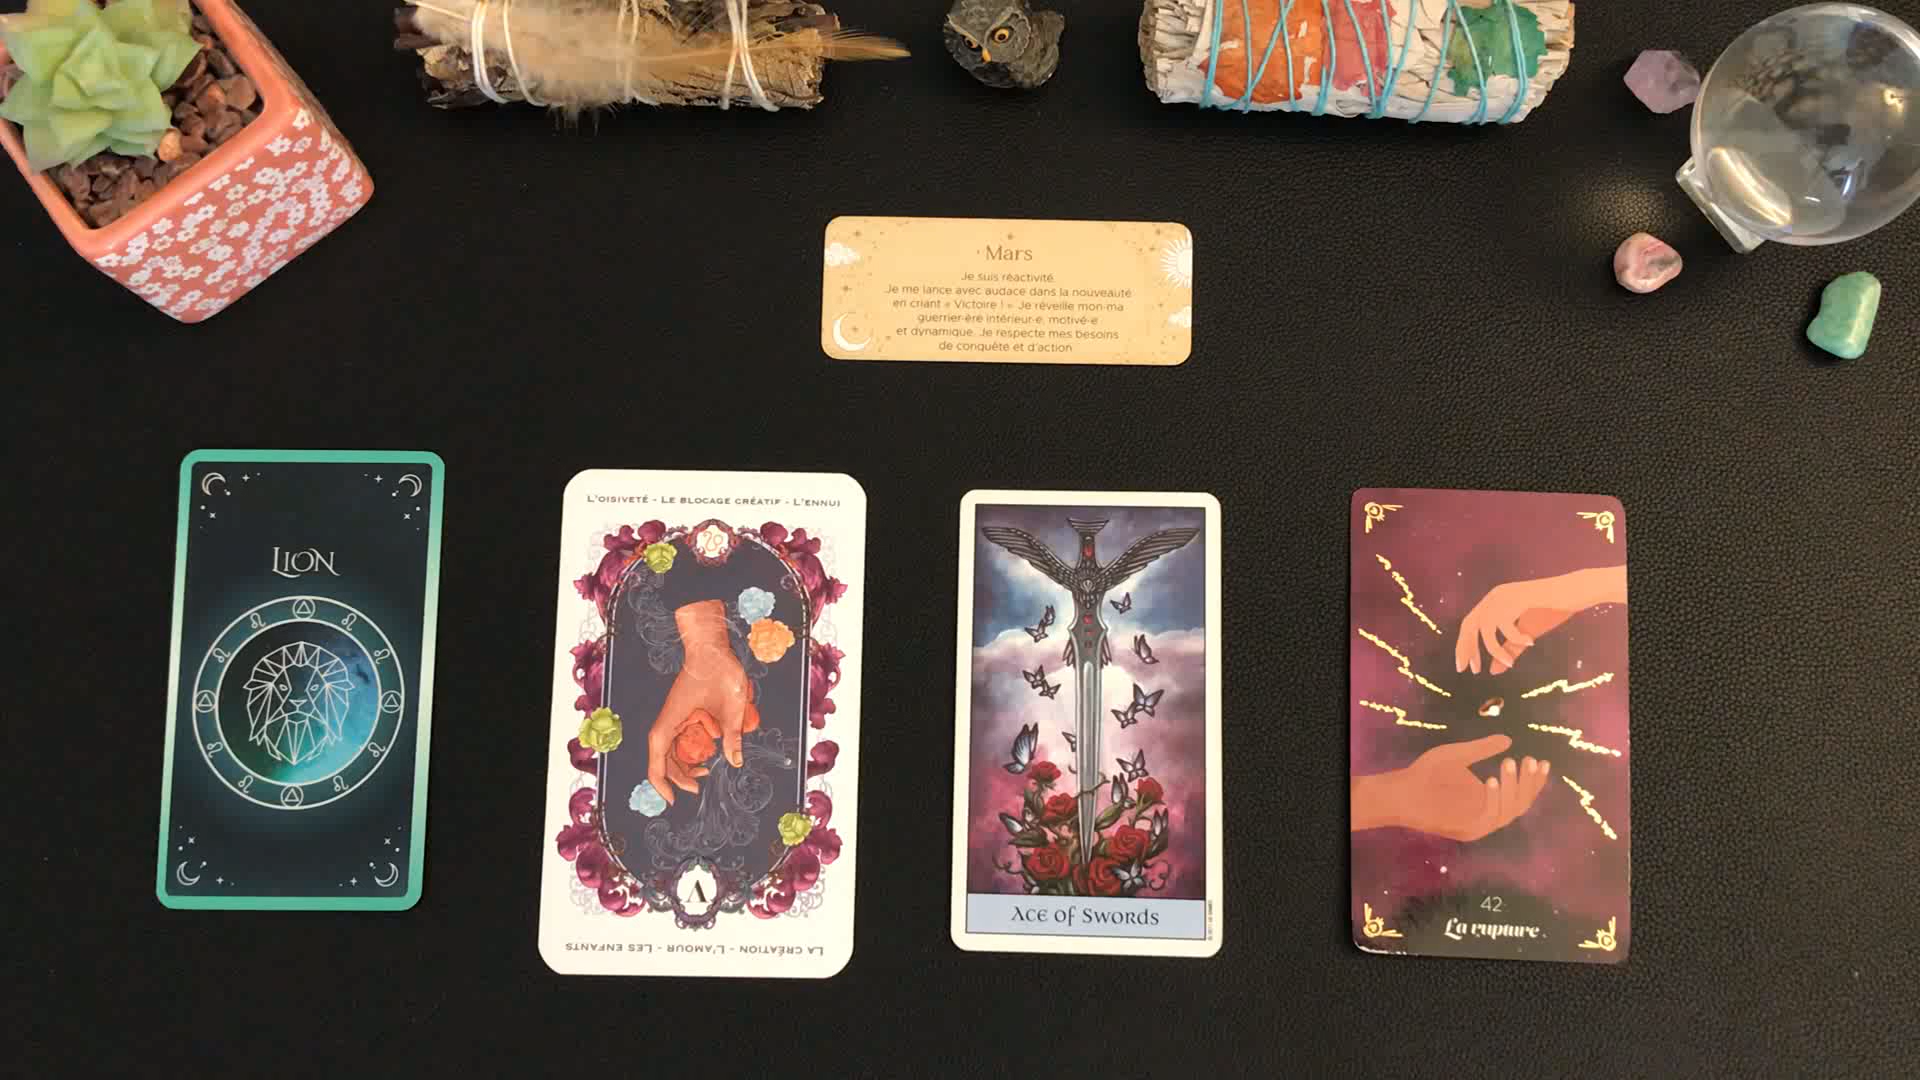 Mars
Je suis réactivité.
Je me lance avec audace dans la nouveauté
en criant « Victoire ! ». Je réveille mon·ma
guerrier·ère intérieur·e, motivé·e
et dynamique. Je respecte mes besoins
de conquête et d'action.
LION
L'OISIVETÉ - LE BLOCAGE CRÉATIF - L'ENNUI
V
LA CRÉATION - L'AMOUR - LES ENFANTS
ACE OF SWORDS
42
La rupture